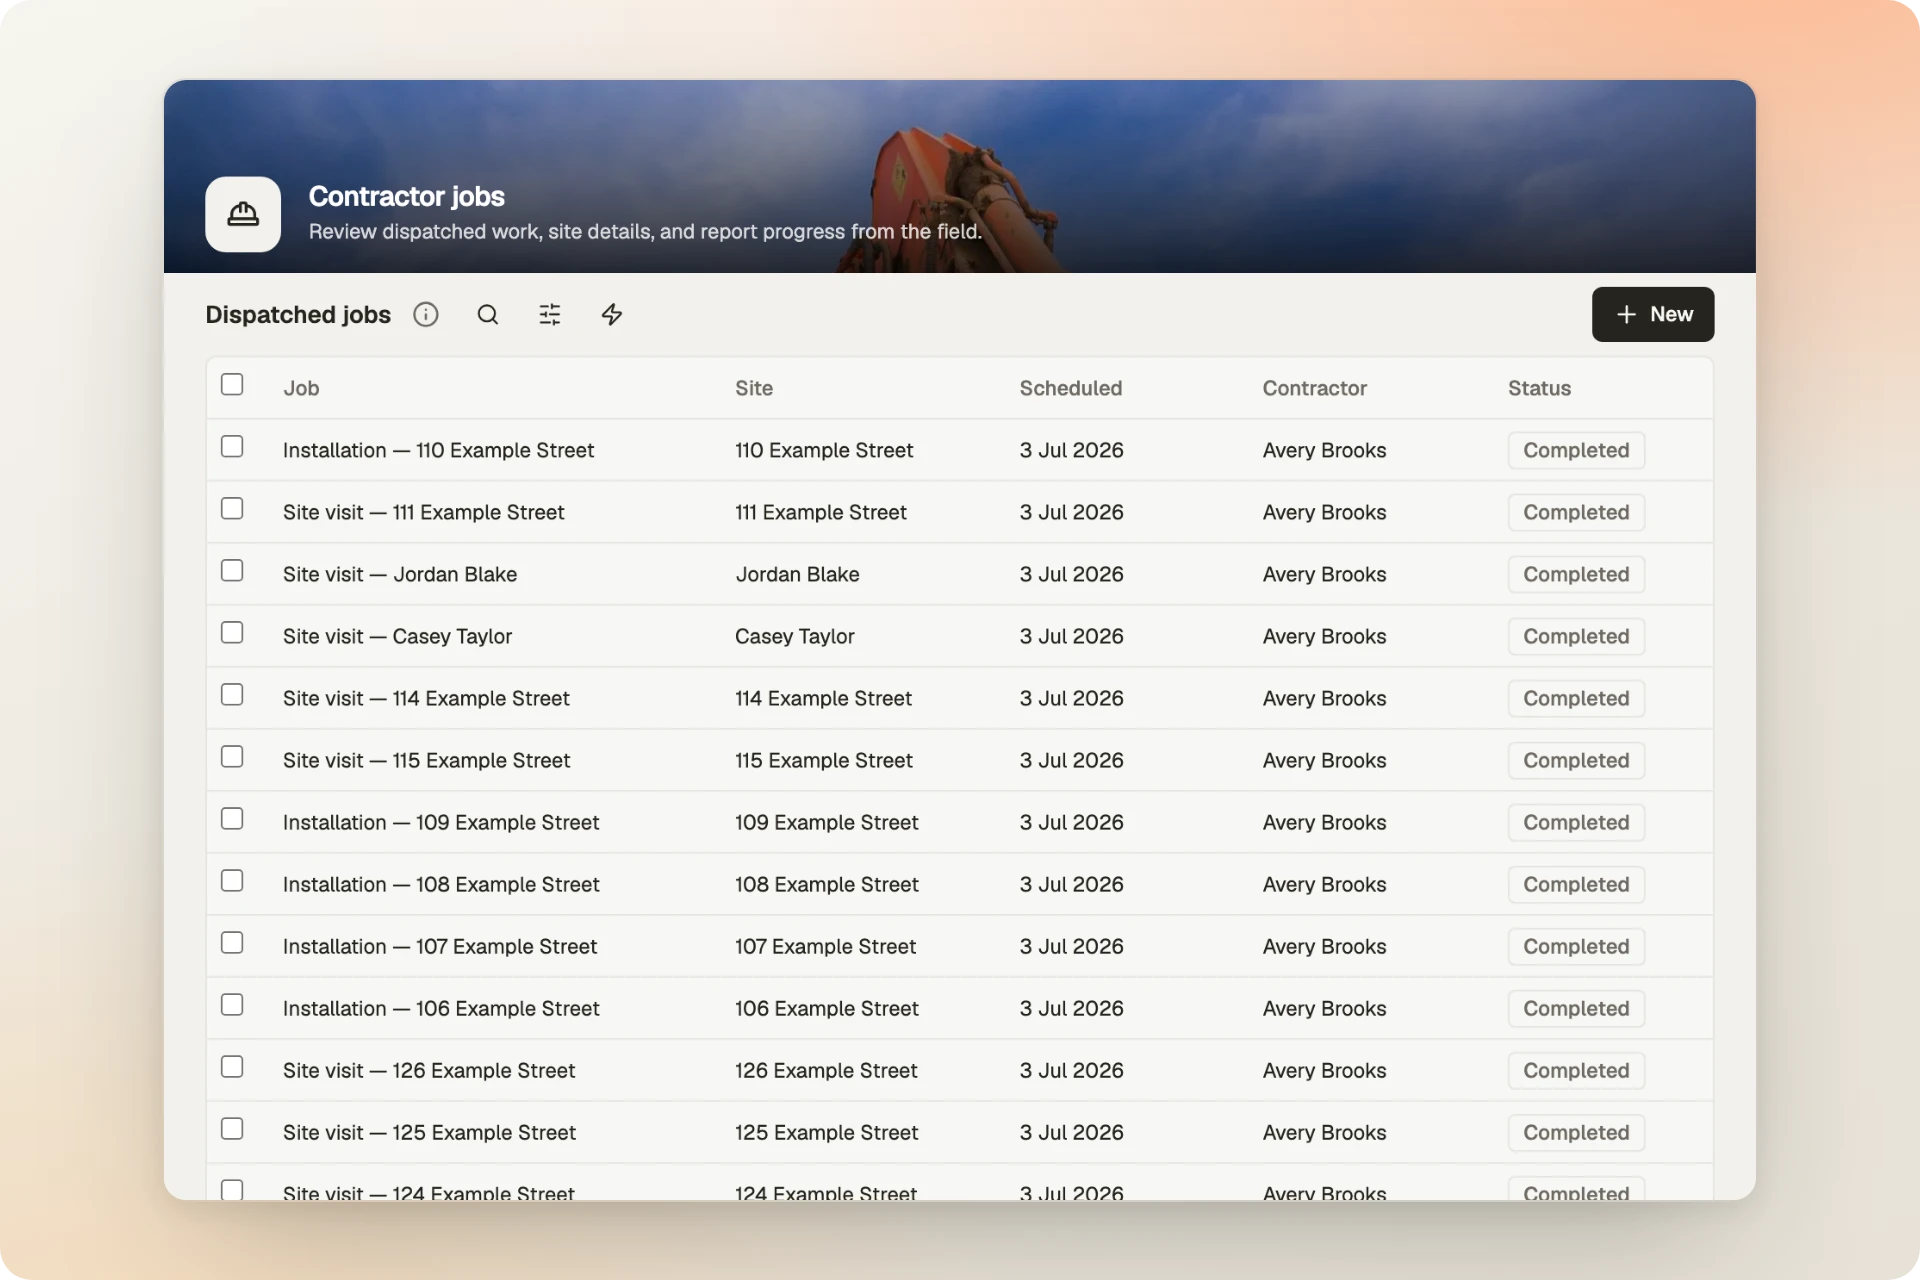 Contractor jobs
Review dispatched work, site details, and report progress from the field.
Dispatched jobs
New
Job Site Scheduled Contractor Status
Installation — 110 Example Street 110 Example Street 3 Jul 2026 Avery Brooks Completed
Site visit — 111 Example Street 111 Example Street 3 Jul 2026 Avery Brooks Completed
Site visit — Jordan Blake Jordan Blake 3 Jul 2026 Avery Brooks Completed
Site visit — Casey Taylor Casey Taylor 3 Jul 2026 Avery Brooks Completed
Site visit — 114 Example Street 114 Example Street 3 Jul 2026 Avery Brooks Completed
Site visit — 115 Example Street 115 Example Street 3 Jul 2026 Avery Brooks Completed
Installation — 109 Example Street 109 Example Street 3 Jul 2026 Avery Brooks Completed
Installation — 108 Example Street 108 Example Street 3 Jul 2026 Avery Brooks Completed
Installation — 107 Example Street 107 Example Street 3 Jul 2026 Avery Brooks Completed
Installation — 106 Example Street 106 Example Street 3 Jul 2026 Avery Brooks Completed
Site visit — 126 Example Street 126 Example Street 3 Jul 2026 Avery Brooks Completed
Site visit — 125 Example Street 125 Example Street 3 Jul 2026 Avery Brooks Completed
Site visit — 124 Example Street 124 Example Street 3 Jul 2026 Avery Brooks Completed